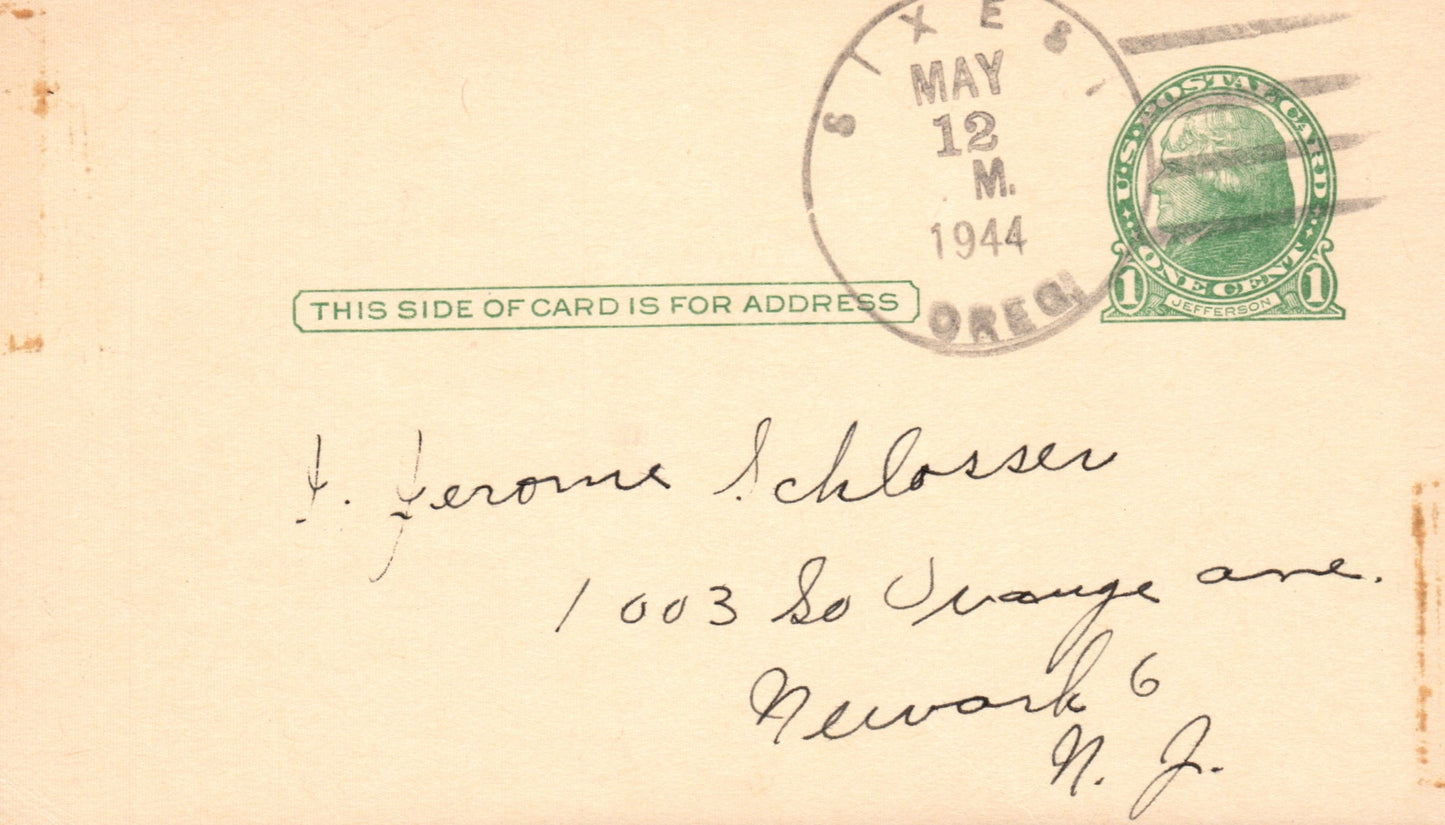 SIXES,
MAY
12
M.
1944
OREG.
U.S. POSTAL CARD
ONE CENT
1 JEFFERSON 1
THIS SIDE OF CARD IS FOR ADDRESS
Jerome Schlosser
1003 So Orange ave.
Newark 6
N. J.